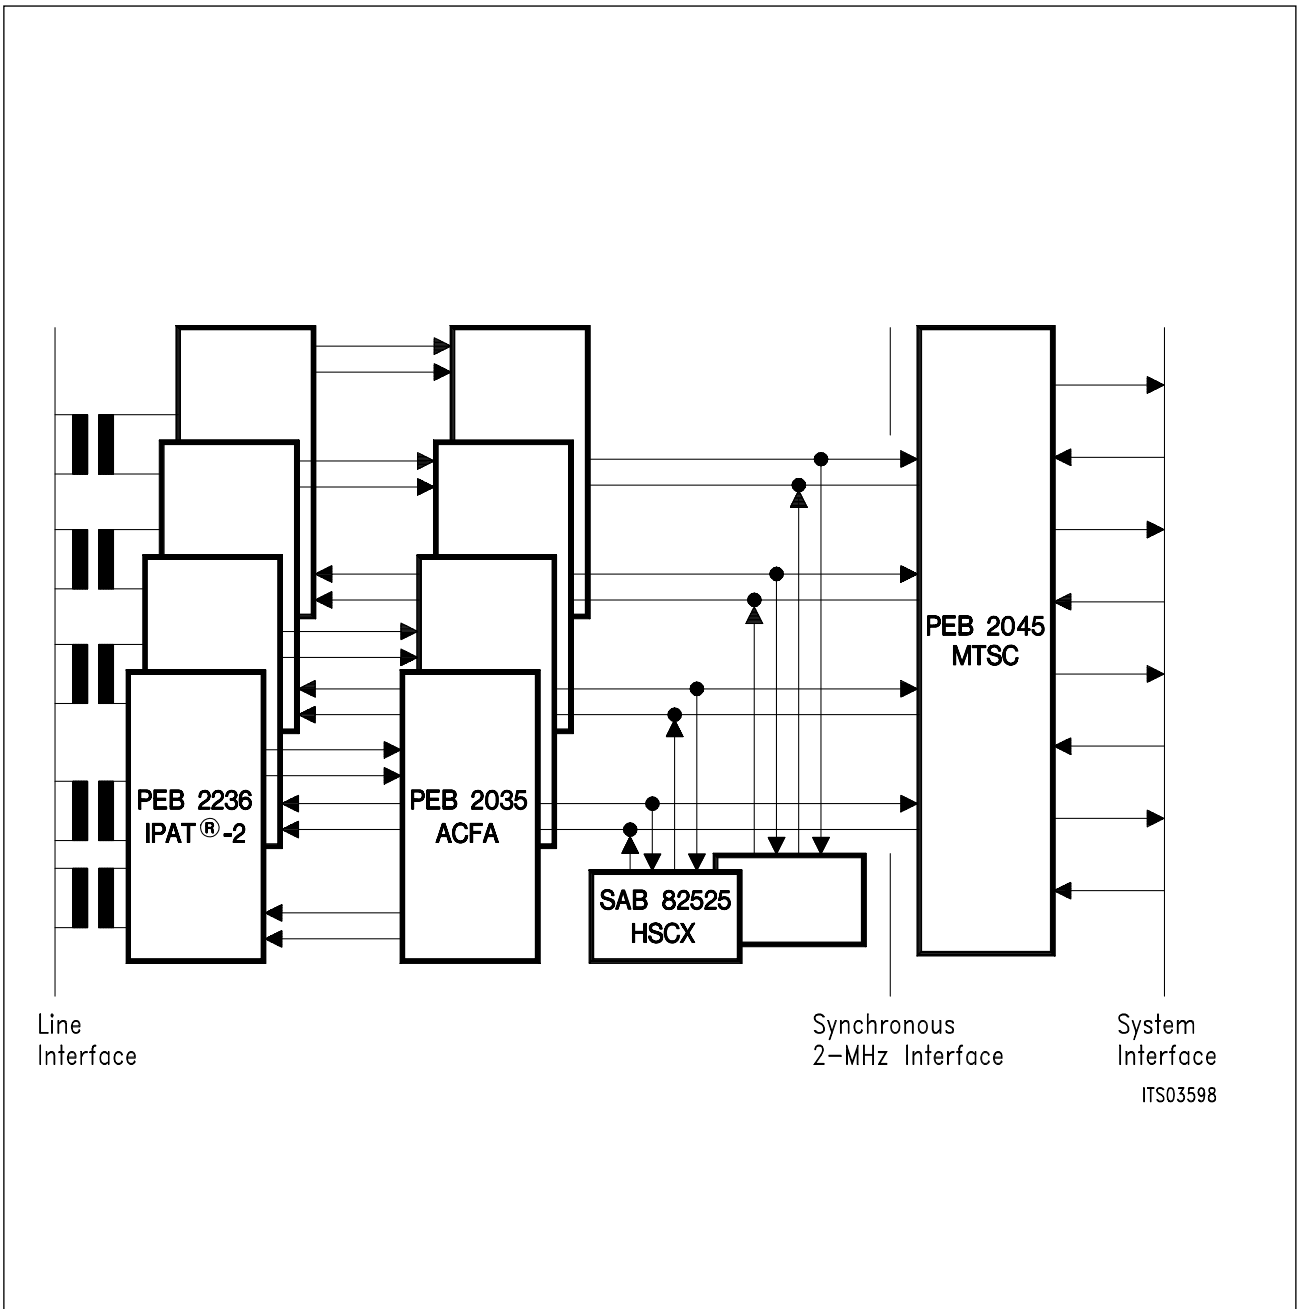 PEB 2045
MTSC
PEB 2236
IPAT®-2
PEB 2035
ACFA
SAB 82525
HSCX
Line
Interface
Synchronous
2-MHz Interface
System
Interface
ITS03598